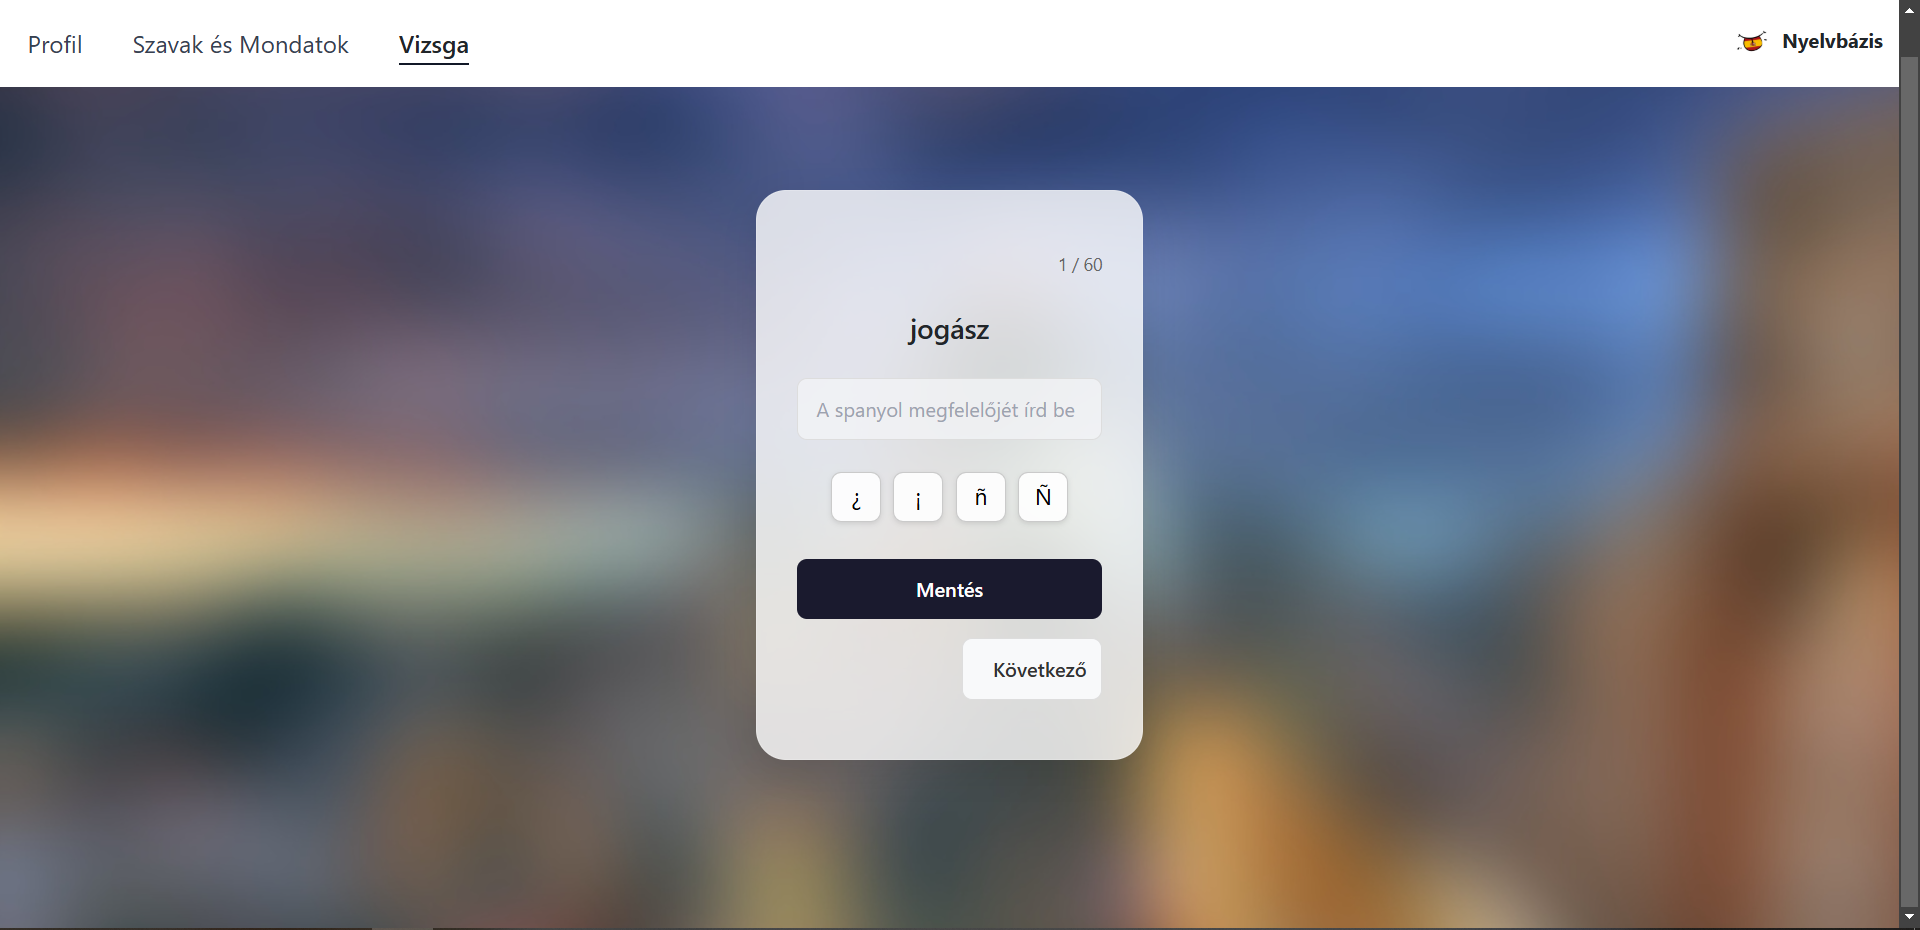 Profil
Szavak és Mondatok
Vizsga
Nyelvbázis
1 / 60
jogász
A spanyol megfelelőjét írd be
¿ ¡ ñ Ñ
Mentés
Következő